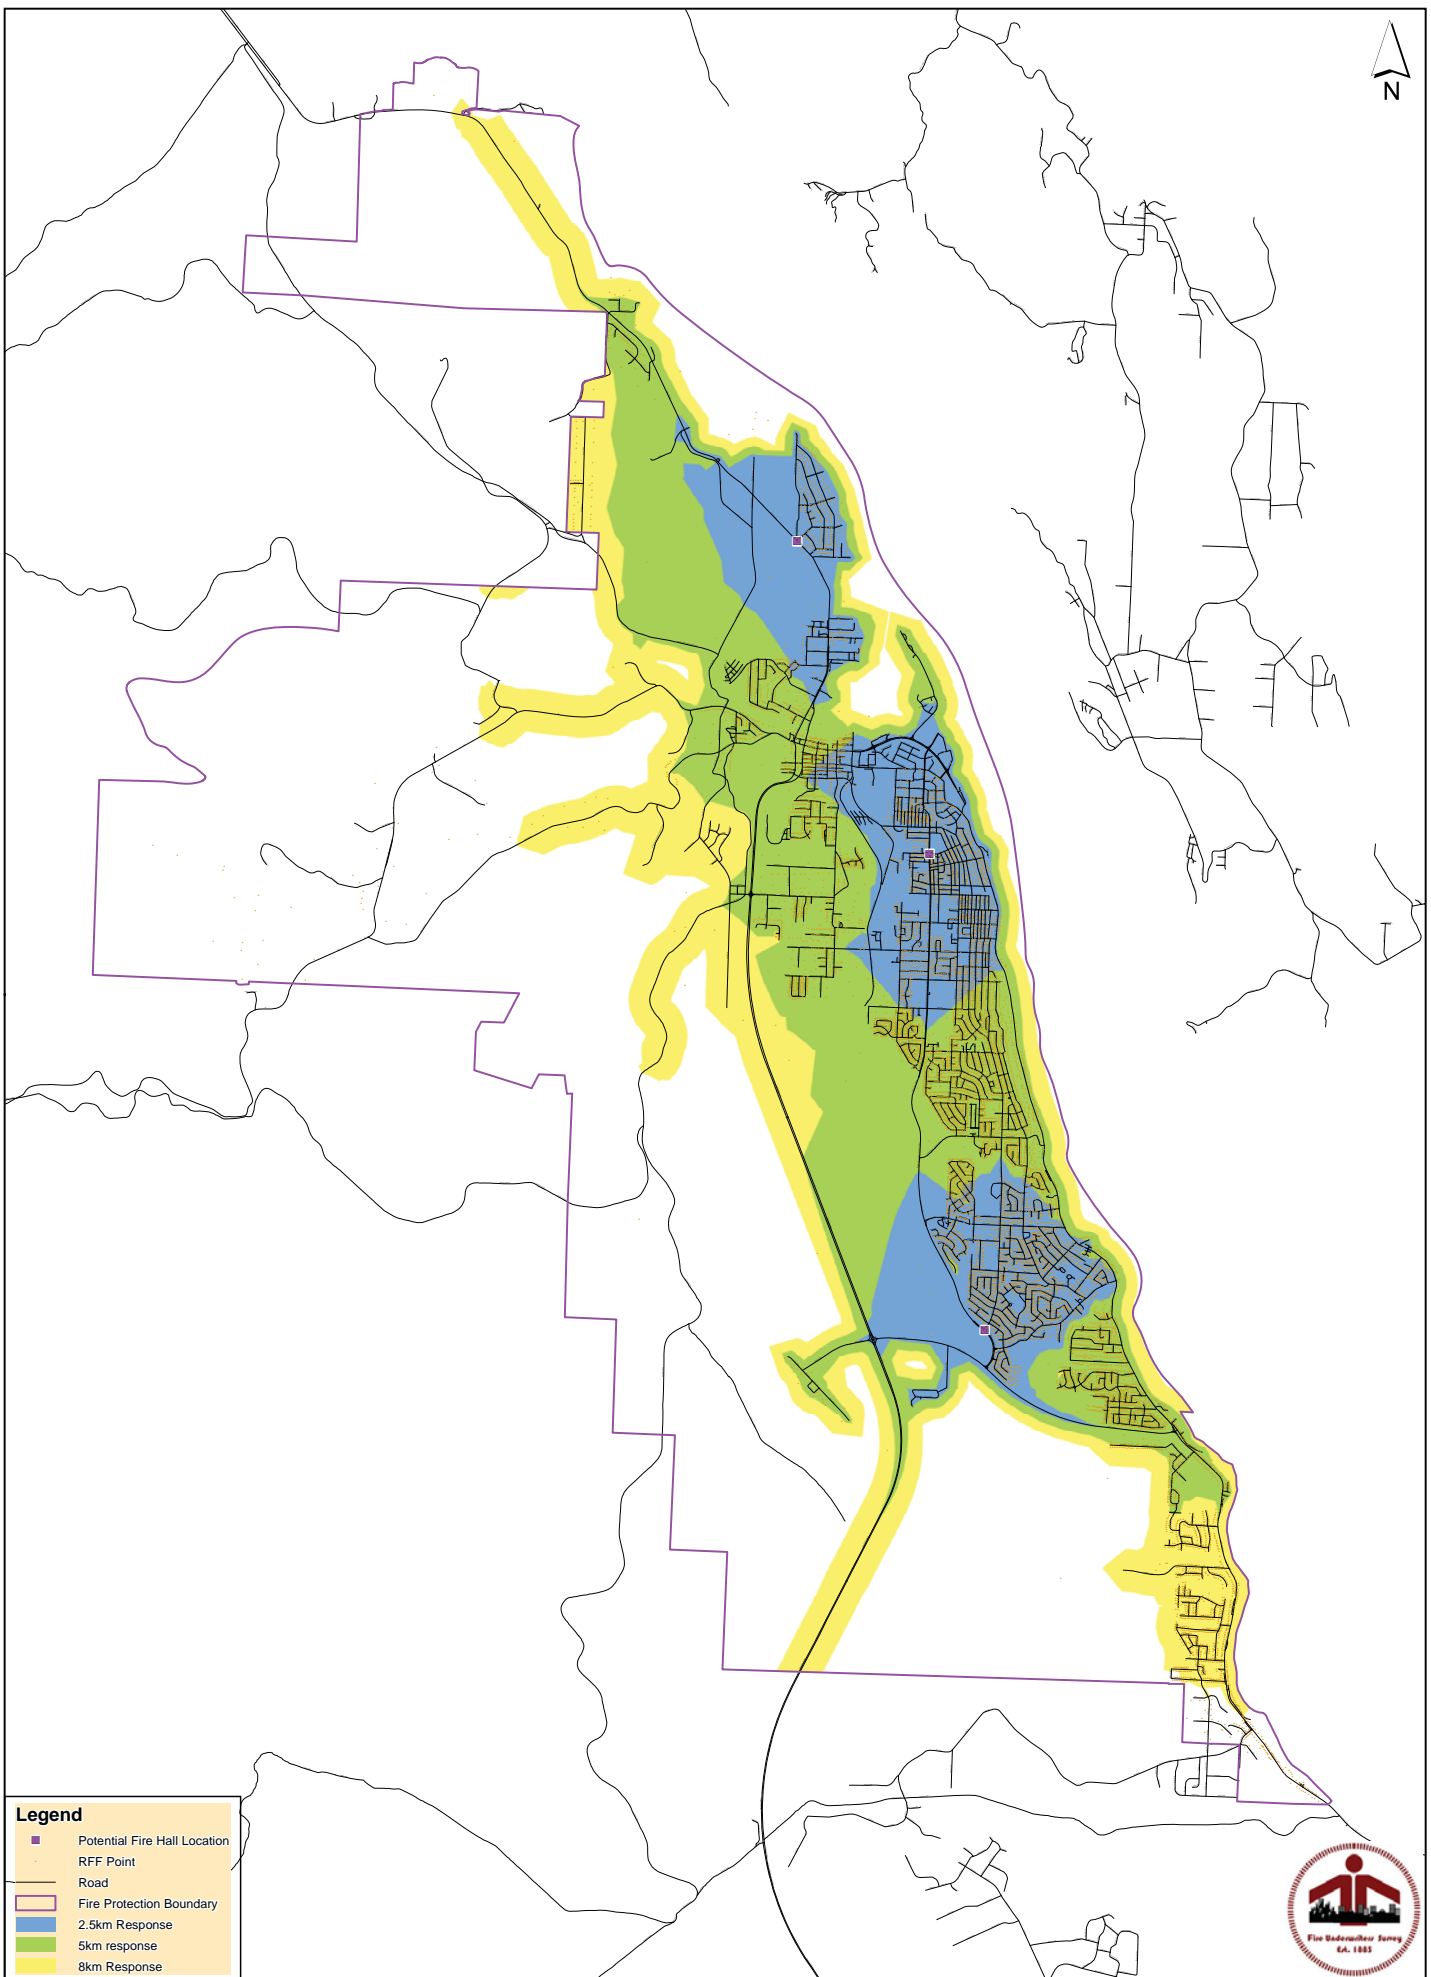 N
Legend
Potential Fire Hall Location
RFF Point
Road
Fire Protection Boundary
2.5km Response
5km response
8km Response
Fire Underwriters Survey
Est. 1883